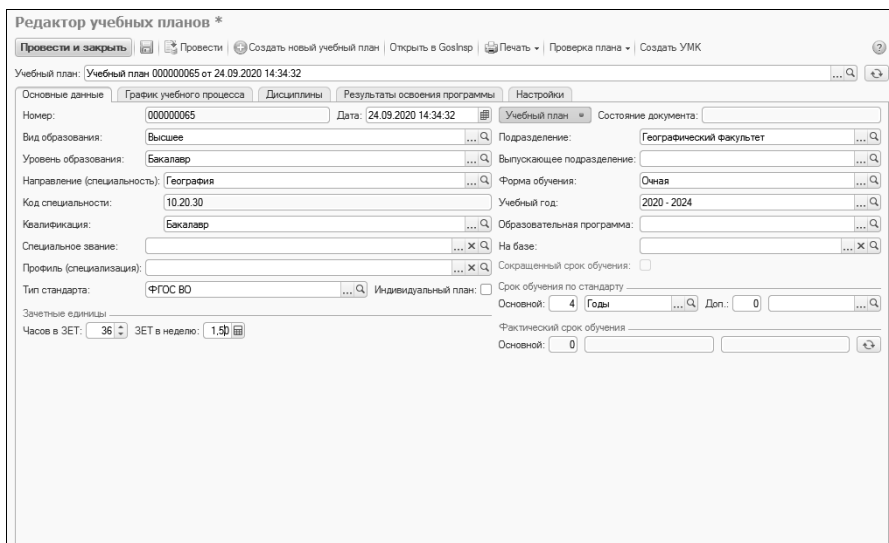 Редактор учебных планов *
Провести и закрыть Провести Создать новый учебный план Открыть в GosInsp Печать Проверка плана Создать УМК ?
Учебный план: Учебный план 000000065 от 24.09.2020 14:34:32 ...
Основные данные График учебного процесса Дисциплины Результаты освоения программы Настройки
Номер: 000000065 Дата: 24.09.2020 14:34:32 Учебный план Состояние документа:
Вид образования: Высшее ... Подразделение: Географический факультет ...
Уровень образования: Бакалавр ... Выпускающее подразделение: ...
Направление (специальность): География ... Форма обучения: Очная ...
Код специальности: 10.20.30 Учебный год: 2020 - 2024 ...
Квалификация: Бакалавр ... Образовательная программа: ...
Специальное звание: ... На базе: ...
Профиль (специализация): ... Сокращенный срок обучения:
Тип стандарта: ФГОС ВО ... Индивидуальный план: Срок обучения по стандарту
Основной: 4 Годы ... Доп.: 0 ...
Зачетные единицы
Часов в ЗЕТ: 36 ЗЕТ в неделю: 1,50 Фактический срок обучения
Основной: 0